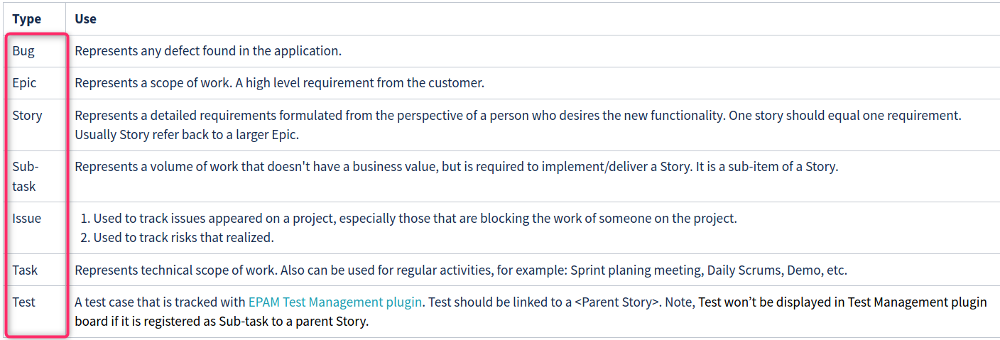 Type Use
Bug Represents any defect found in the application.
Epic Represents a scope of work. A high level requirement from the customer.
Story Represents a detailed requirements formulated from the perspective of a person who desires the new functionality. One story should equal one requirement.
Usually Story refer back to a larger Epic.
Sub-
task
Represents a volume of work that doesn't have a business value, but is required to implement/deliver a Story. It is a sub-item of a Story.
Issue
1. Used to track issues appeared on a project, especially those that are blocking the work of someone on the project.
2. Used to track risks that realized.
Task Represents technical scope of work. Also can be used for regular activities, for example: Sprint planing meeting, Daily Scrums, Demo, etc.
Test A test case that is tracked with EPAM Test Management plugin. Test should be linked to a <Parent Story>. Note, Test won’t be displayed in Test Management plugin
board if it is registered as Sub-task to a parent Story.